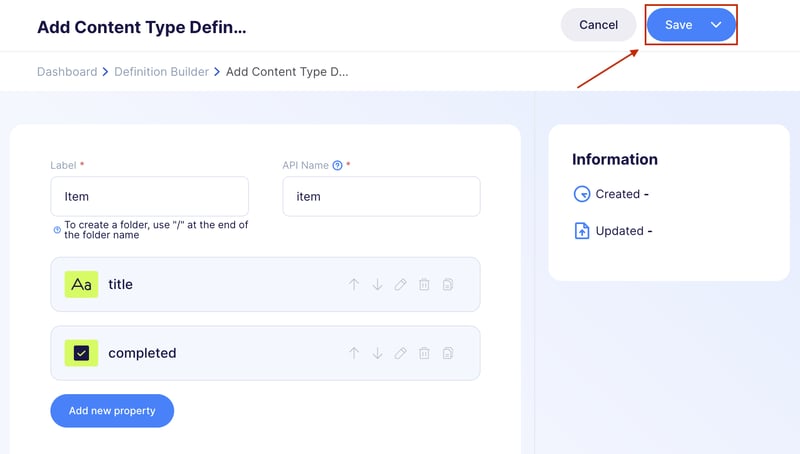 Add Content Type Defin...
Cancel
Save
Dashboard > Definition Builder > Add Content Type D...
Label *
API Name *
Item
item
To create a folder, use "/" at the end of
the folder name
Aa title
completed
Add new property
Information
Created -
Updated -